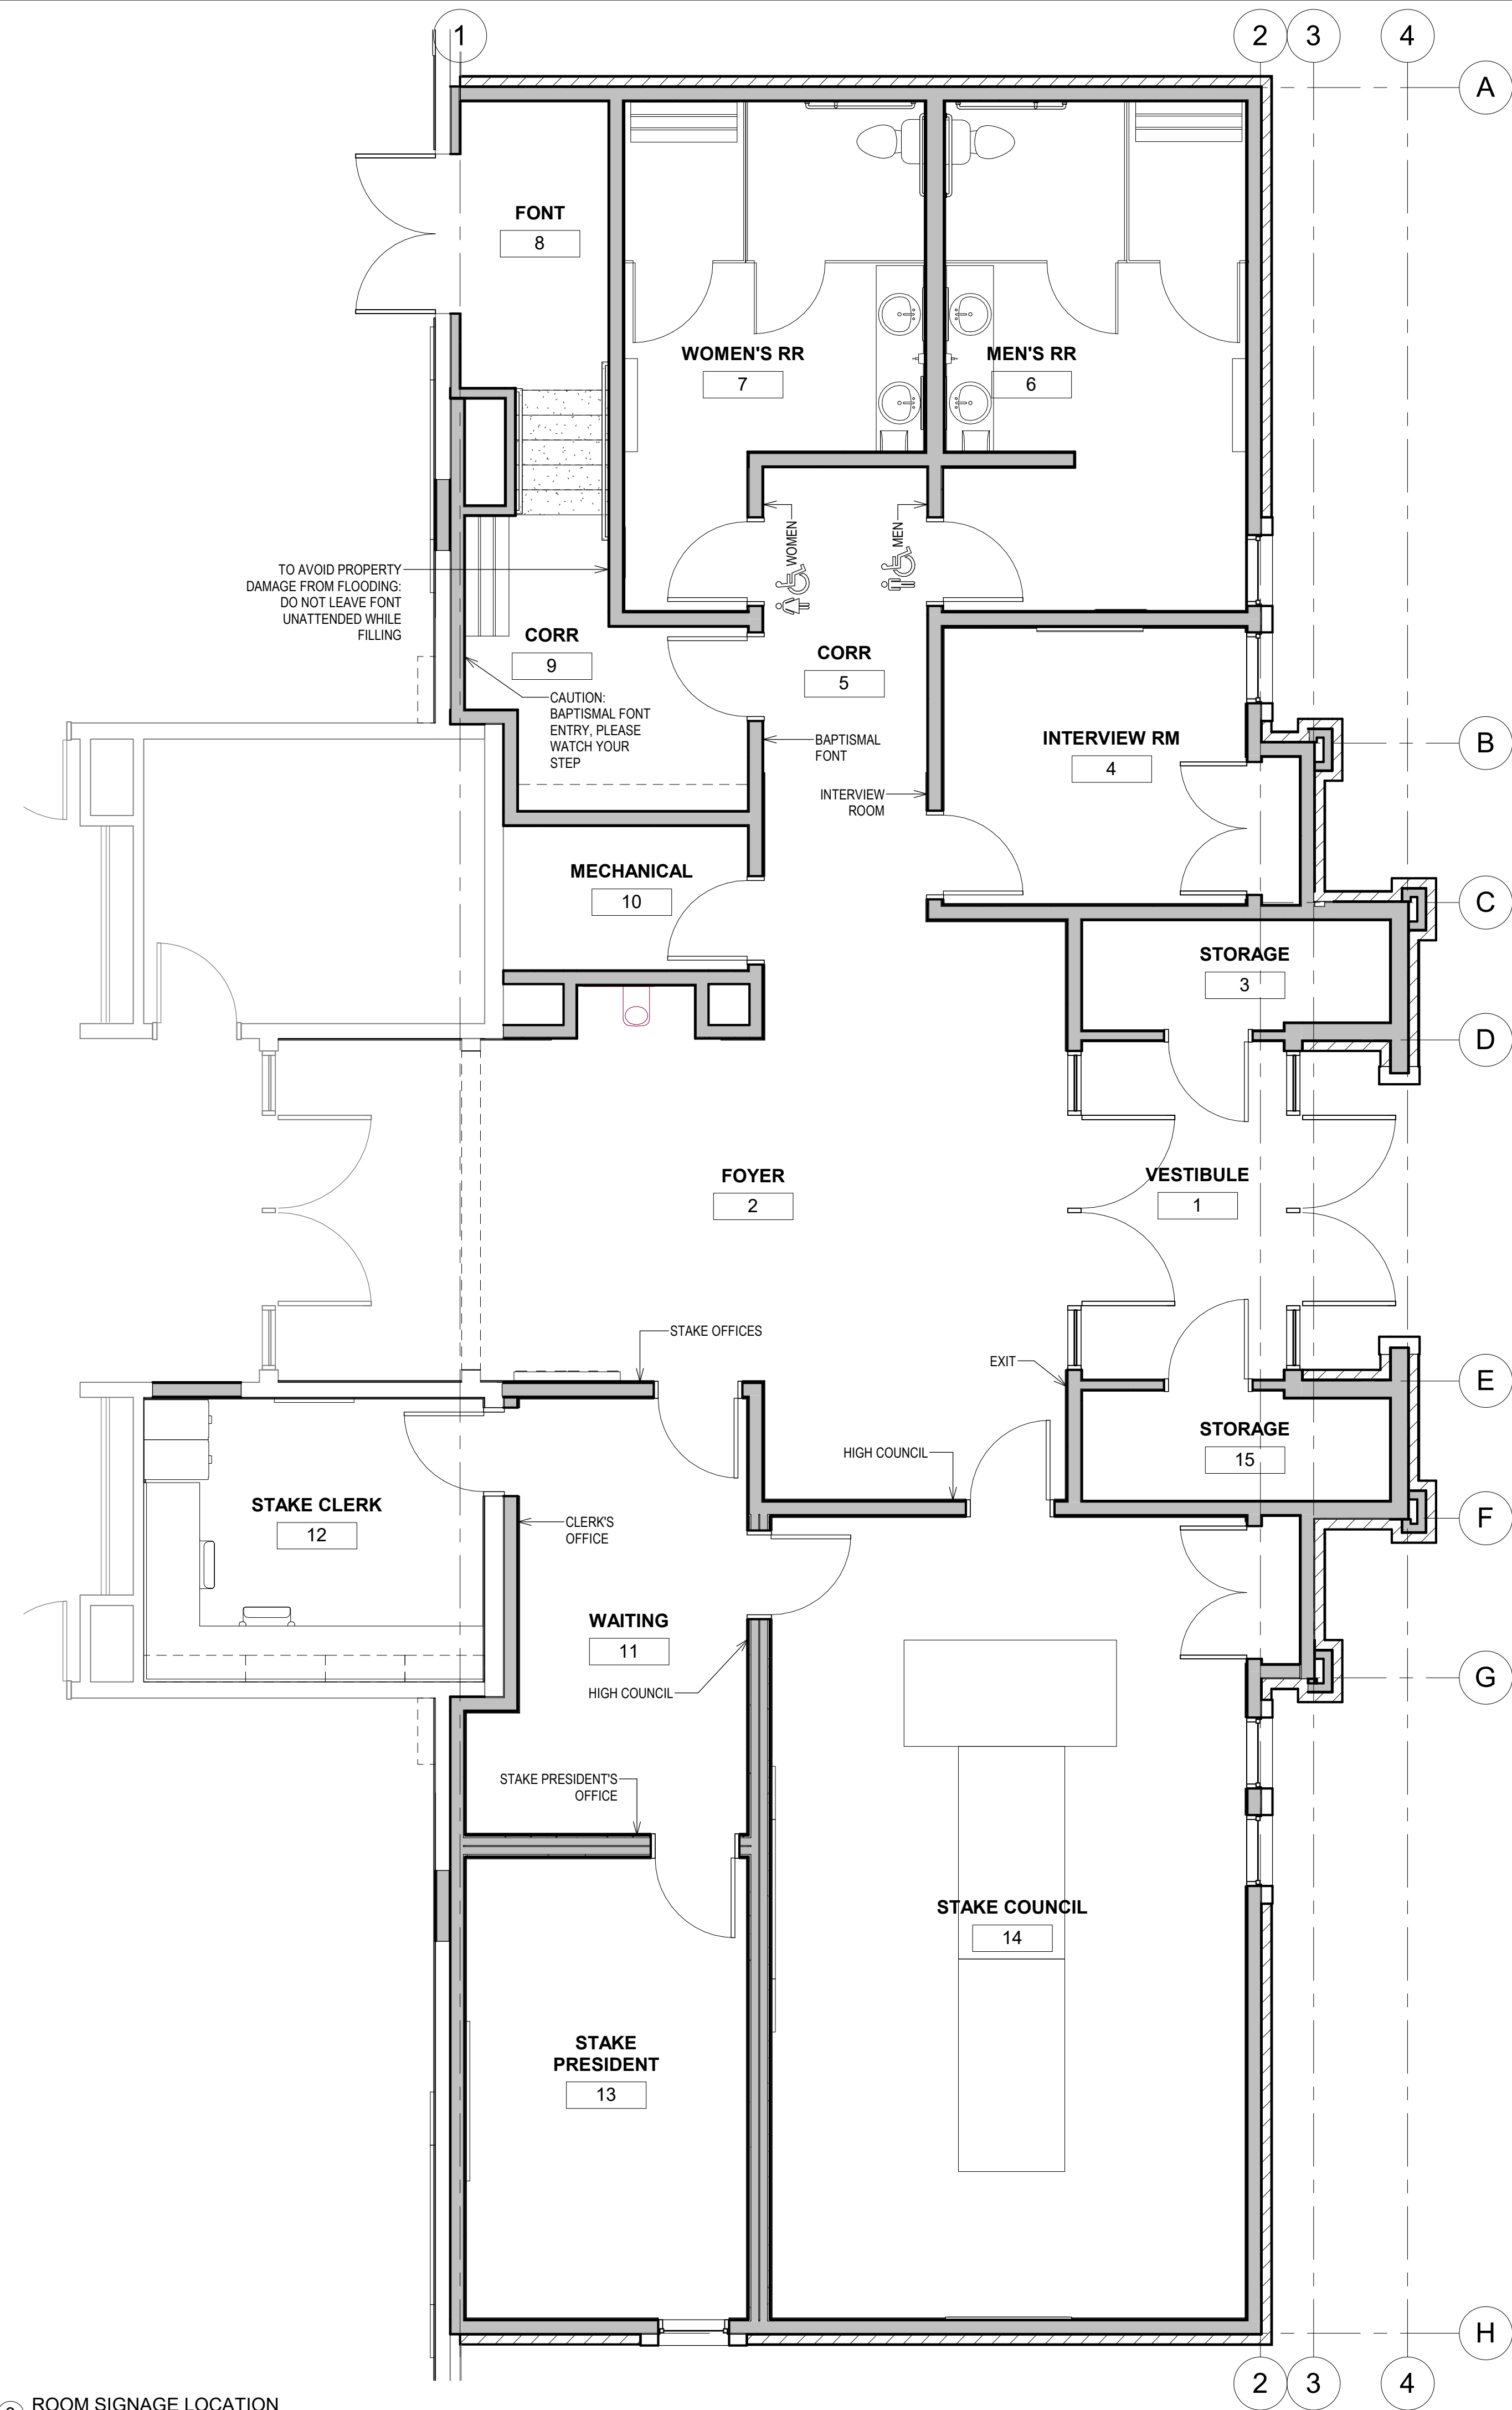 1
2
3
4
A
FONT
8
WOMEN'S RR
7
MEN'S RR
6
WOMEN
MEN
TO AVOID PROPERTY
DAMAGE FROM FLOODING:
DO NOT LEAVE FONT
UNATTENDED WHILE
FILLING
CORR
9
CORR
5
CAUTION:
BAPTISMAL FONT
ENTRY, PLEASE
WATCH YOUR
STEP
BAPTISMAL
FONT
INTERVIEW RM
4
B
INTERVIEW
ROOM
MECHANICAL
10
C
STORAGE
3
D
FOYER
2
VESTIBULE
1
STAKE OFFICES
EXIT
E
STORAGE
15
HIGH COUNCIL
STAKE CLERK
12
CLERK'S
OFFICE
F
WAITING
11
HIGH COUNCIL
G
STAKE PRESIDENT'S
OFFICE
STAKE COUNCIL
14
STAKE
PRESIDENT
13
H
2
3
4
ROOM SIGNAGE LOCATION